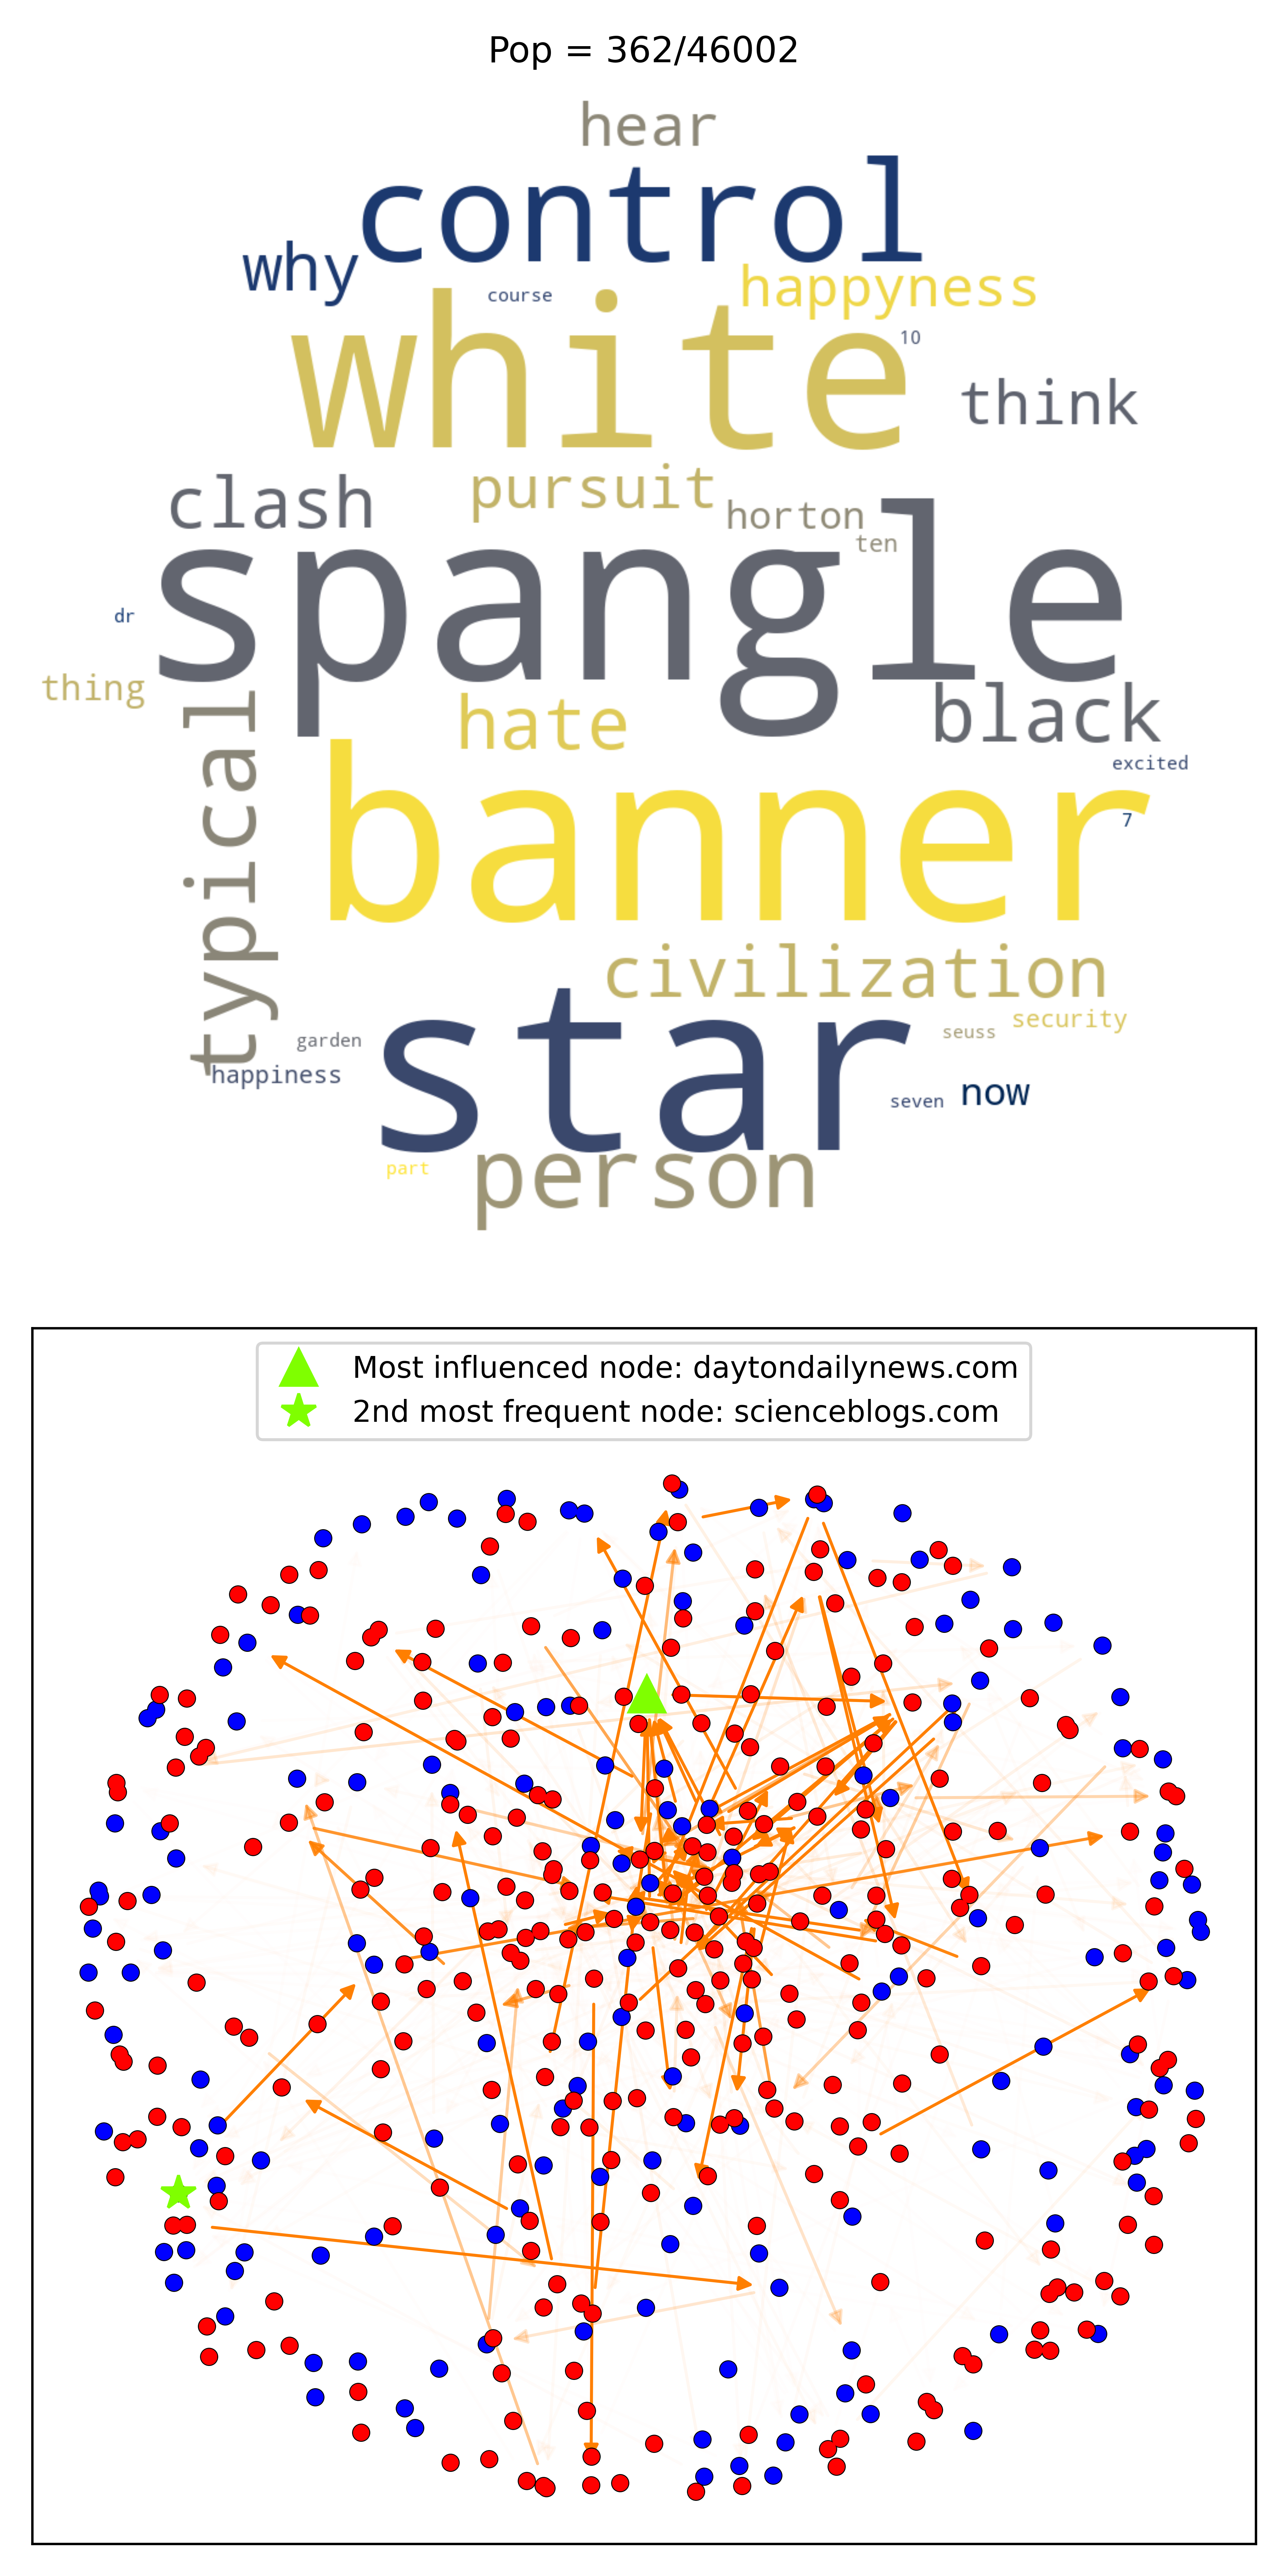 Pop = 362/46002
hear
control
why
happyness
course
white
10
think
clash
pursuit
horton
ten
spangle
dr
thing
hate
black
typical
excited
banner
7
civilization
star
security
seuss
garden
happiness
seven
now
person
part
Most influenced node: daytondailynews.com
2nd most frequent node: scienceblogs.com